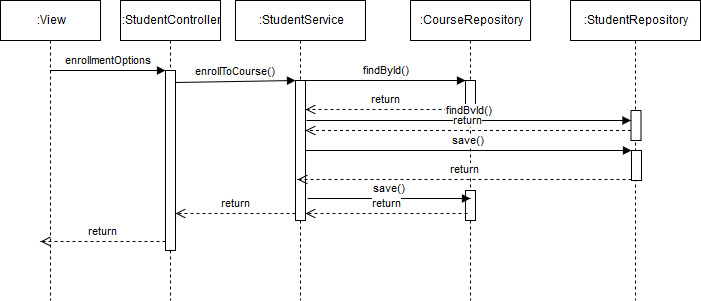 :View
:StudentController
:StudentService
:CourseRepository
:StudentRepository
enrollmentOptions
enrollToCourse()
findById()
return
findById()
return
save()
return
save()
return
return
return